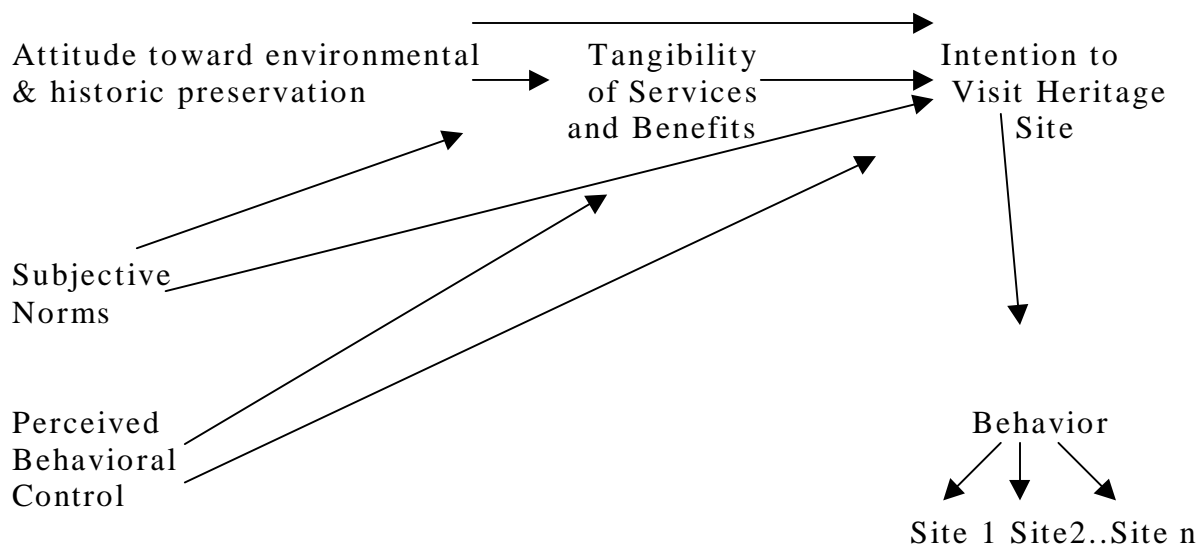 Attitude toward environmental
& historic preservation
Tangibility
of Services
and Benefits
Intention to
Visit Heritage
Site
Subjective
Norms
Perceived
Behavioral
Control
Behavior
Site 1 Site2..Site n